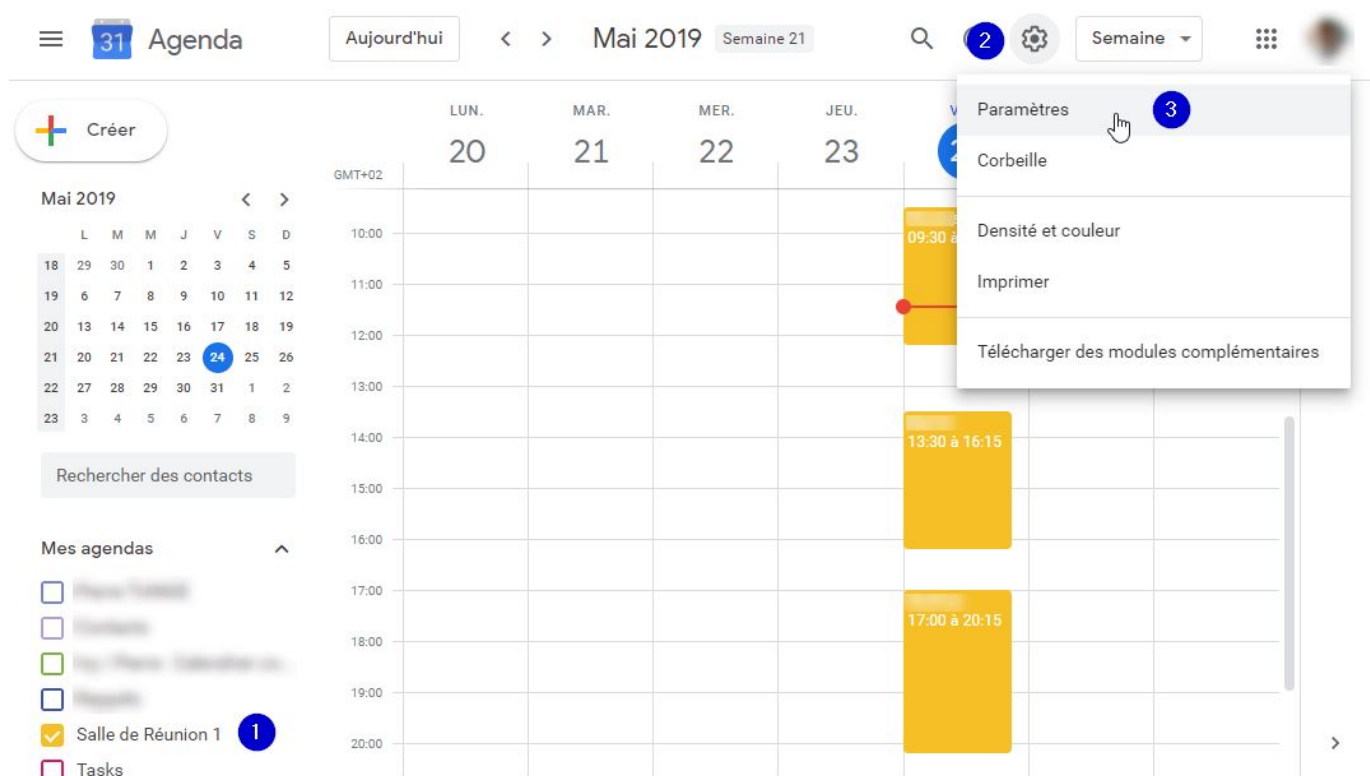 31 Agenda Aujourd'hui Mai 2019 Semaine 21 2 Semaine
Créer
Paramètres 3
Corbeille
Densité et couleur
Imprimer
Télécharger des modules complémentaires
LUN. MAR. MER. JEU. V
20 21 22 23 2
GMT+02
Mai 2019
L M M J V S D
18 29 30 1 2 3 4 5
19 6 7 8 9 10 11 12
20 13 14 15 16 17 18 19
21 20 21 22 23 24 25 26
22 27 28 29 30 31 1 2
23 3 4 5 6 7 8 9
Rechercher des contacts
Mes agendas
Salle de Réunion 1 1
Tasks
10:00
11:00
12:00
13:00
14:00
15:00
16:00
17:00
18:00
19:00
20:00
09:30 à
13:30 à 16:15
17:00 à 20:15